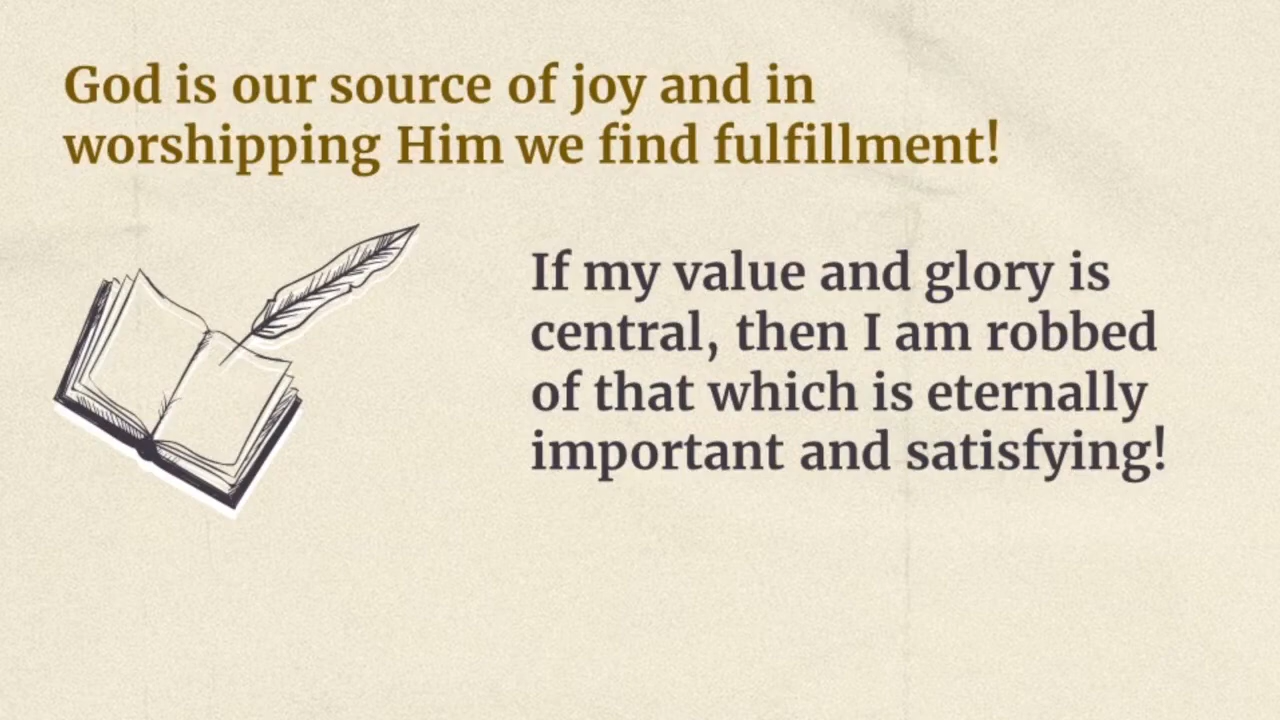 God is our source of joy and in
worshipping Him we find fulfillment!
If my value and glory is
central, then I am robbed
of that which is eternally
important and satisfying!